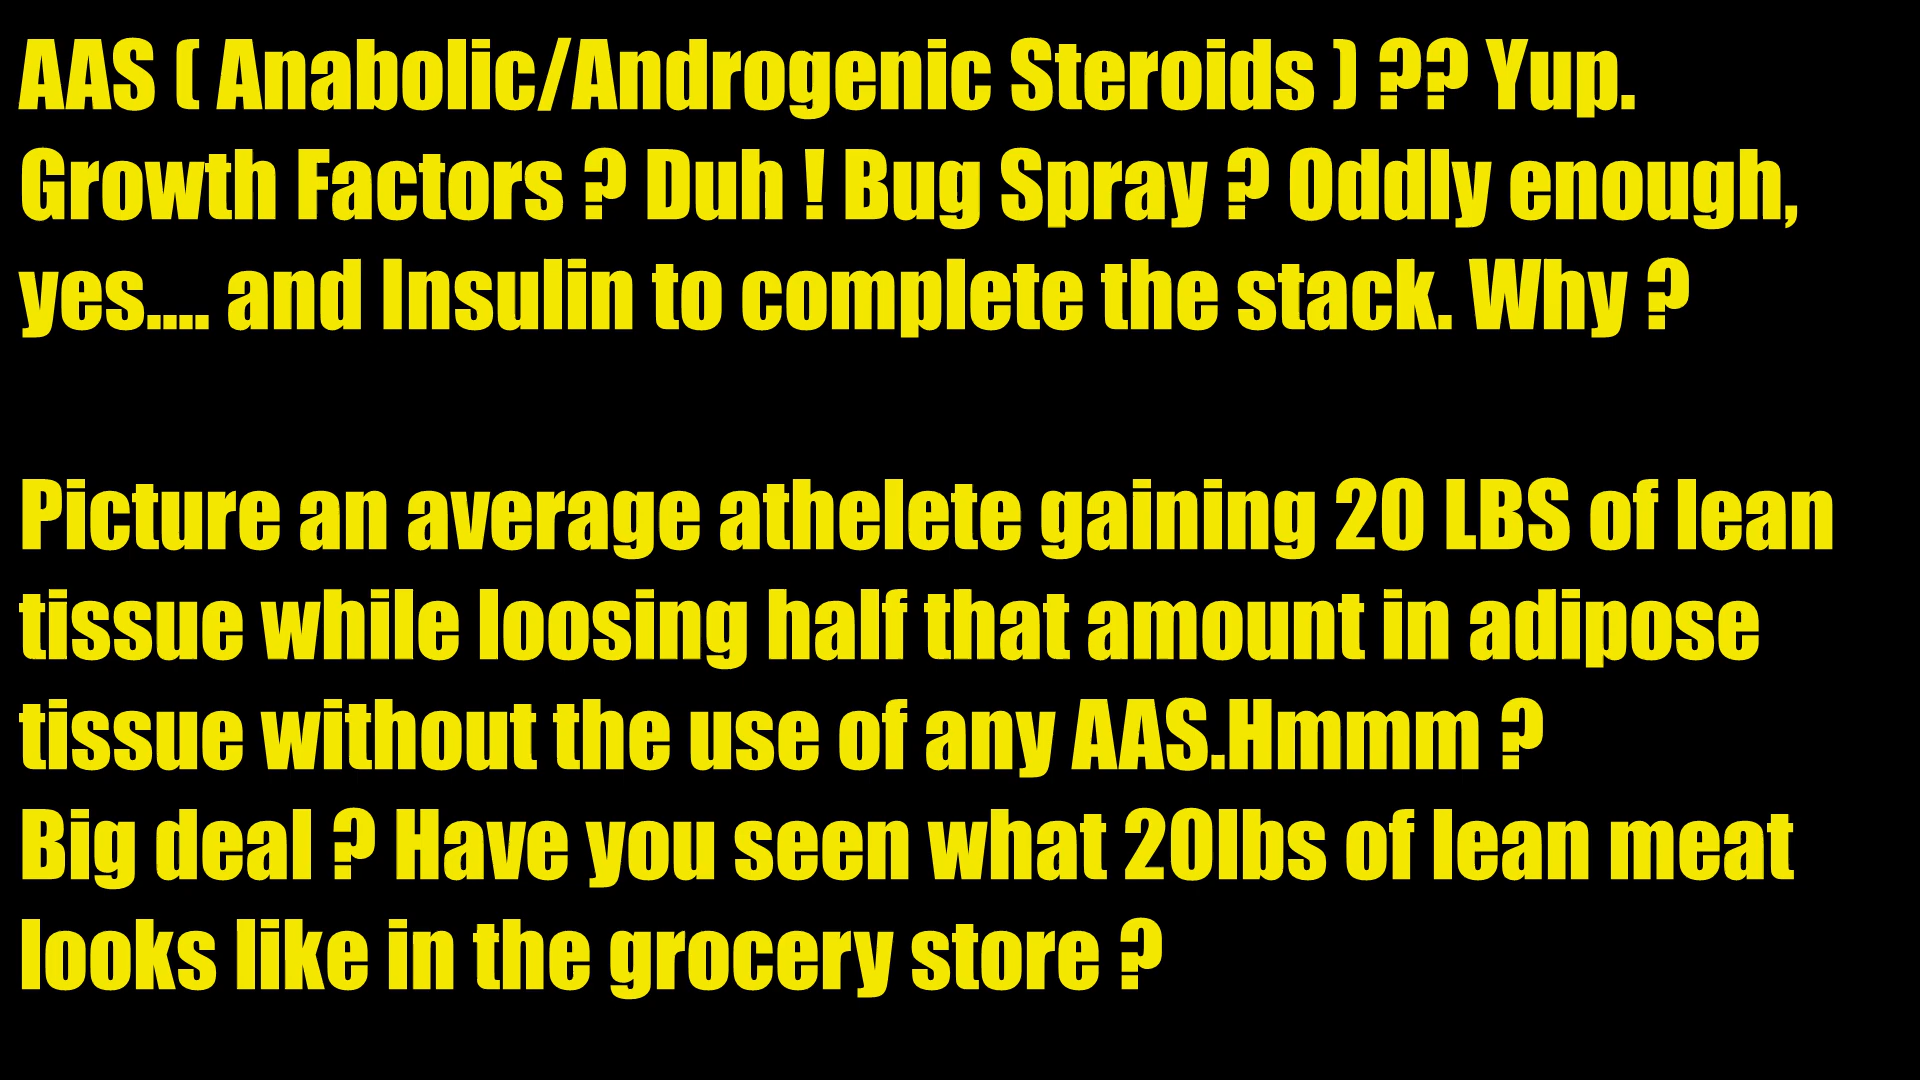 AAS ( Anabolic/Androgenic Steroids ) ?? Yup.
Growth Factors ? Duh ! Bug Spray ? Oddly enough,
yes.... and Insulin to complete the stack. Why ?
Picture an average athelete gaining 20 LBS of lean
tissue while loosing half that amount in adipose
tissue without the use of any AAS.Hmmm ?
Big deal ? Have you seen what 20lbs of lean meat
looks like in the grocery store ?